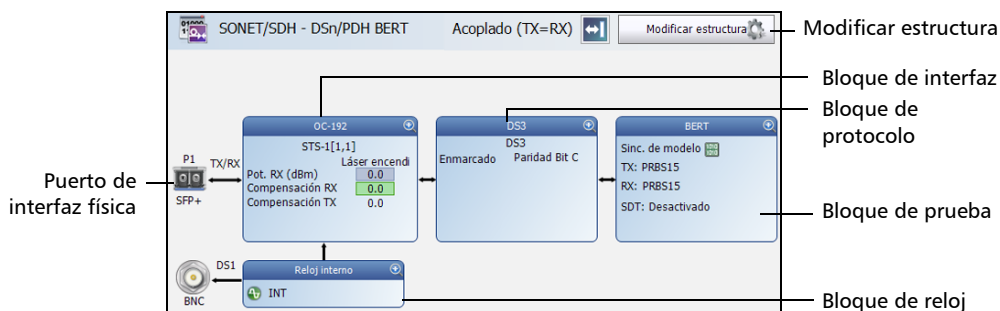 SONET/SDH - DSn/PDH BERT
Acoplado (TX=RX)
Modificar estructura
Modificar estructura
Bloque de interfaz
Bloque de
protocolo
OC-192
STS-1[1,1]
Láser encendi
Pot. RX (dBm) 0.0
Compensación RX 0.0
Compensación TX 0.0
DS3
DS3
Enmarcado Paridad Bit C
BERT
Sinc. de modelo
TX: PRBS15
RX: PRBS15
SDT: Desactivado
P1
TX/RX
SFP+
Puerto de
interfaz física
Bloque de prueba
DS1
BNC
Reloj interno
INT
Bloque de reloj